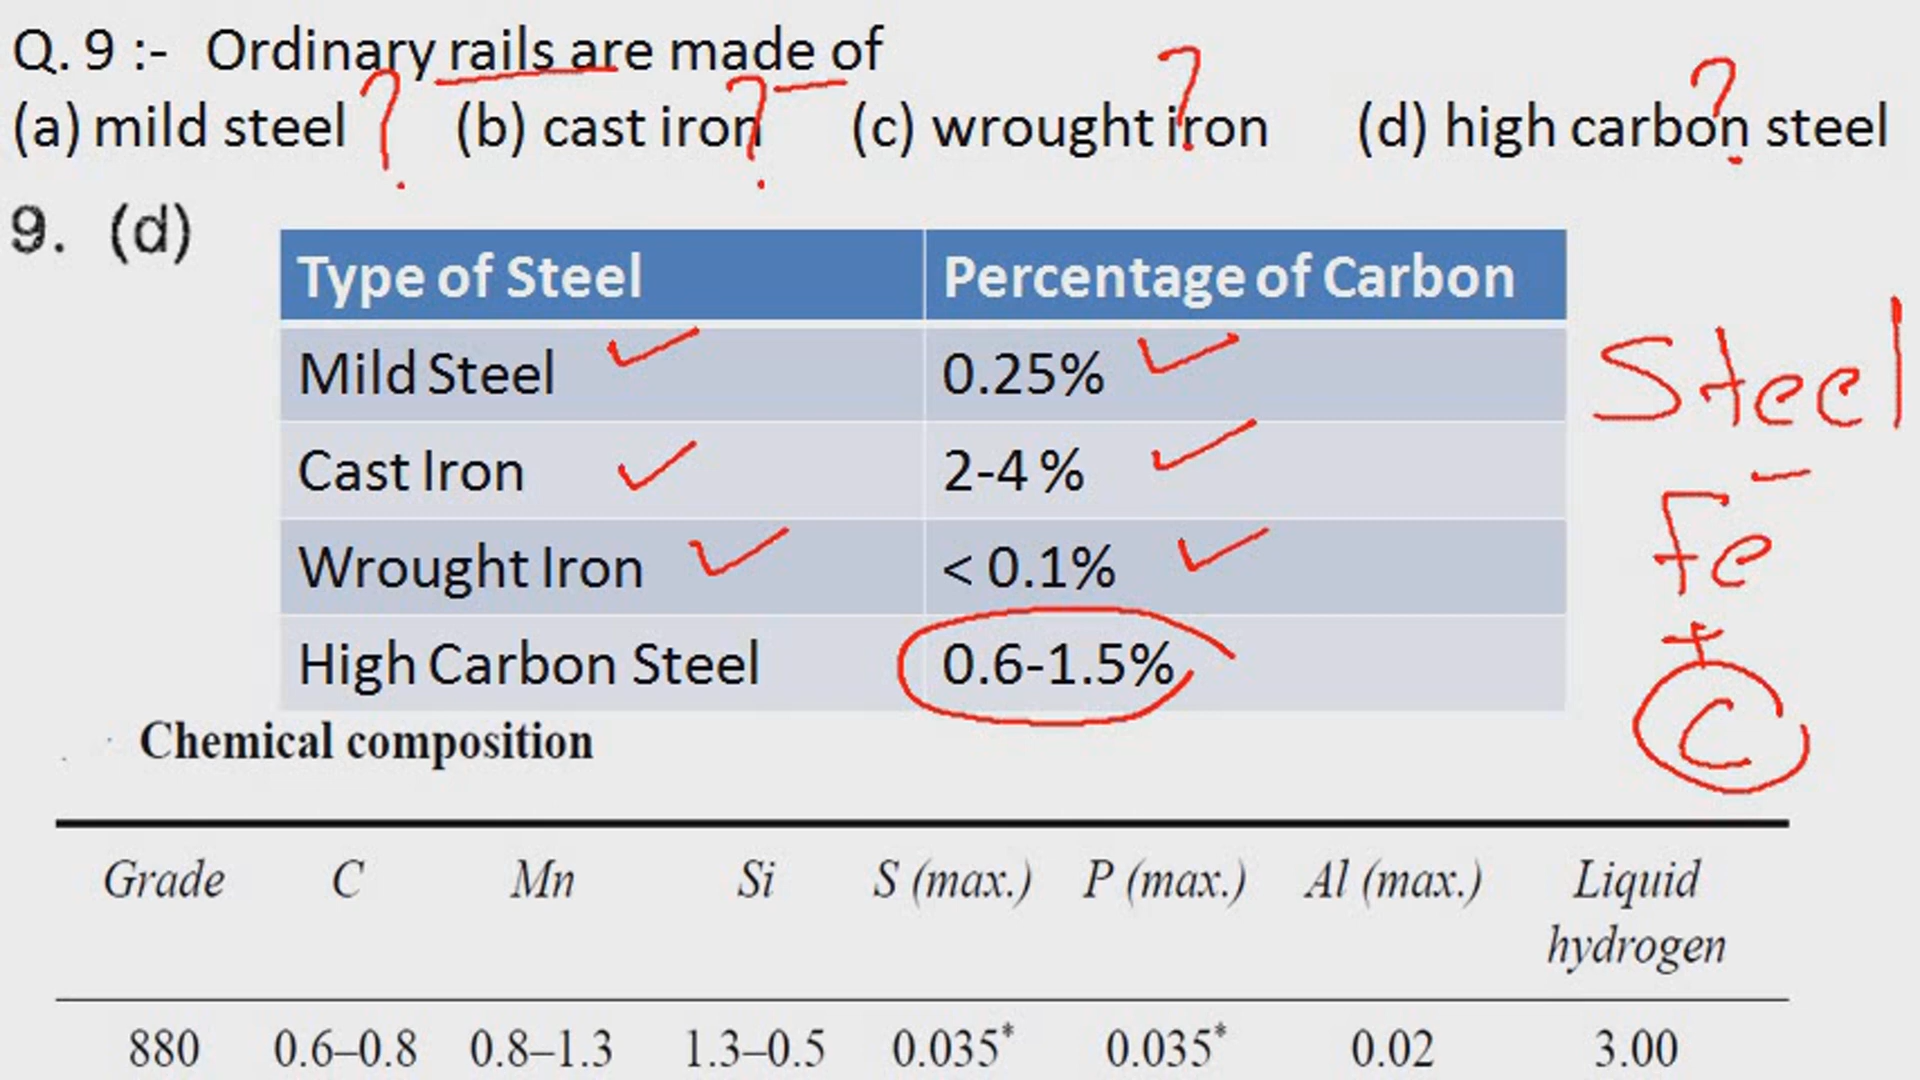 Q. 9 :- Ordinary rails are made of
(a) mild steel ? (b) cast iron ? (c) wrought iron ? (d) high carbon steel ?
9. (d)
Type of Steel Percentage of Carbon
Mild Steel 0.25%
Cast Iron 2-4 %
Wrought Iron < 0.1%
High Carbon Steel 0.6-1.5%
Steel
Fe
+
C
Chemical composition
Grade C Mn Si S (max.) P (max.) Al (max.) Liquid
hydrogen
880 0.6–0.8 0.8–1.3 1.3–0.5 0.035* 0.035* 0.02 3.00